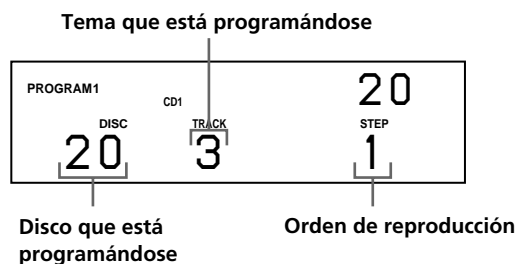 Tema que está programándose
20
PROGRAM1
CD1
DISC TRACK STEP
20 3 1
Disco que está Orden de reproducción
programándose